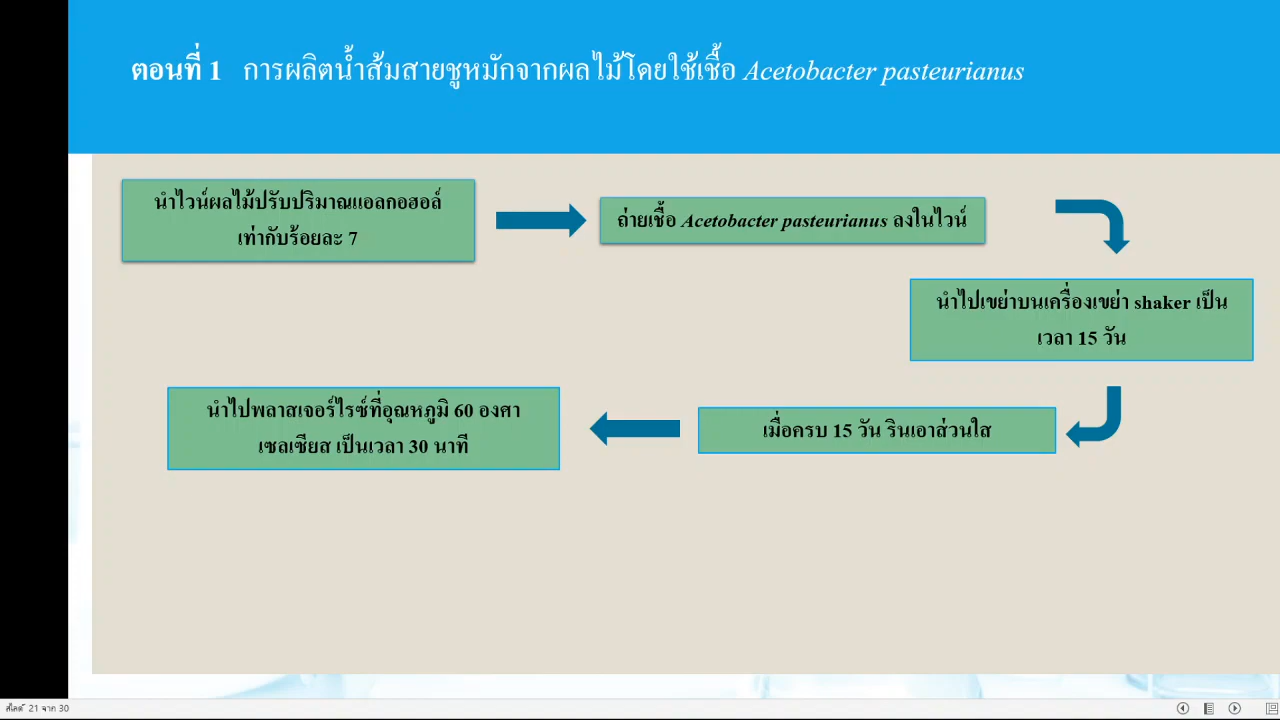 ตอนที่ 1 การผลิตน้ำส้มสายชูหมักจากผลไม้โดยใช้เชื้อ Acetobacter pasteurianus
นำไวน์ผลไม้ปรับปริมาณแอลกอฮอล์
เท่ากับร้อยละ 7
ถ่ายเชื้อ Acetobacter pasteurianus ลงในไวน์
นำไปเขย่าบนเครื่องเขย่า shaker เป็น
เวลา 15 วัน
เมื่อครบ 15 วัน รินเอาส่วนใส
นำไปพลาสเจอร์ไรซ์ที่อุณหภูมิ 60 องศา
เซลเซียส เป็นเวลา 30 นาที
สไลด์ 21 จาก 30